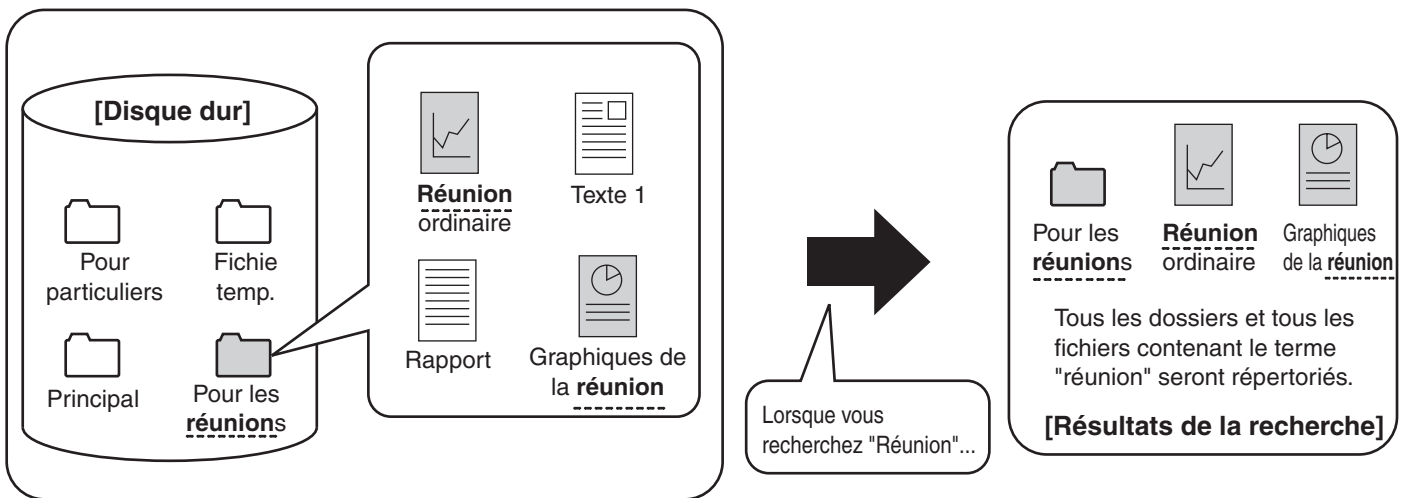 [Disque dur]
Pour
particuliers
Fichie
temp.
Principal
Pour les
réunions
Réunion
ordinaire
Texte 1
Rapport
Graphiques de
la réunion
Lorsque vous
recherchez "Réunion"...
Pour les
réunions
Réunion
ordinaire
Graphiques
de la réunion
Tous les dossiers et tous les
fichiers contenant le terme
"réunion" seront répertoriés.
[Résultats de la recherche]